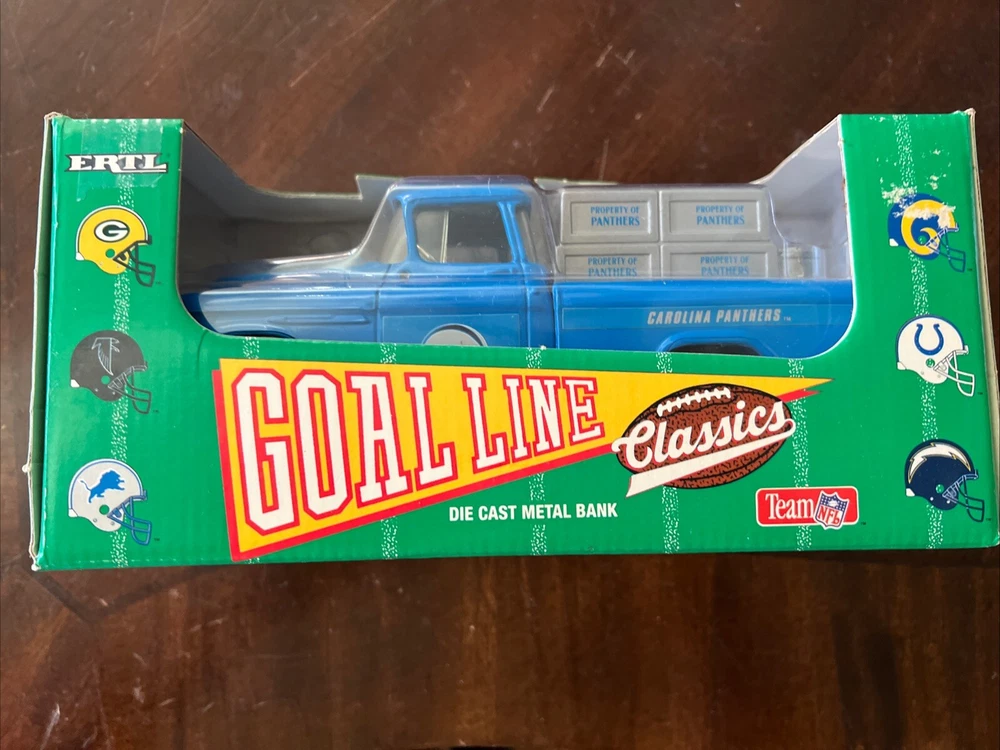 ERTL
G
PROPERTY OF
PANTHERS
PROPERTY OF
PANTHERS
PROPERTY OF
PANTHERS
PROPERTY OF
PANTHERS
CAROLINA PANTHERS ™
GOAL LINE
Classics
DIE CAST METAL BANK
Team NFL